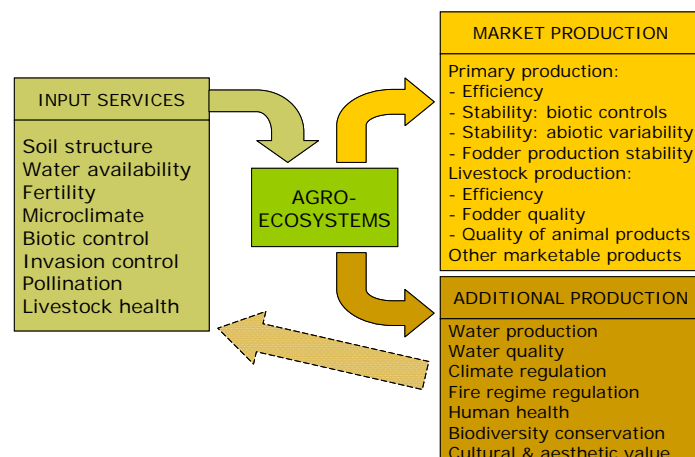 INPUT SERVICES
Soil structure
Water availability
Fertility
Microclimate
Biotic control
Invasion control
Pollination
Livestock health
AGRO-
ECOSYSTEMS
MARKET PRODUCTION
Primary production:
- Efficiency
- Stability: biotic controls
- Stability: abiotic variability
- Fodder production stability
Livestock production:
- Efficiency
- Fodder quality
- Quality of animal products
Other marketable products
ADDITIONAL PRODUCTION
Water production
Water quality
Climate regulation
Fire regime regulation
Human health
Biodiversity conservation
Cultural & aesthetic value